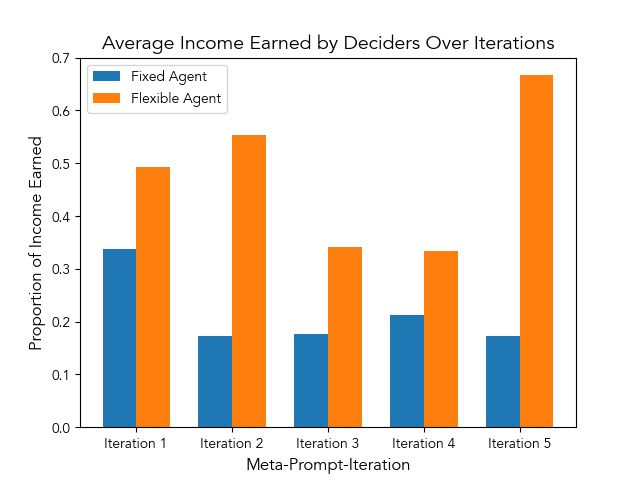 Average Income Earned by Deciders Over Iterations
Fixed Agent
Flexible Agent
Proportion of Income Earned
0.7
0.6
0.5
0.4
0.3
0.2
0.1
0.0
Iteration 1
Iteration 2
Iteration 3
Iteration 4
Iteration 5
Meta-Prompt-Iteration